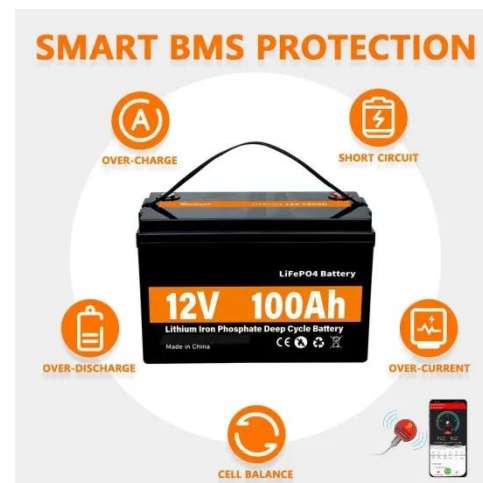 SMART BMS PROTECTION
A
OVER-CHARGE
SHORT CIRCUIT
LiFePO4 Battery
12V 100Ah
Lithium Iron Phosphate Deep Cycle Battery
Made in China
CE
OVER-DISCHARGE
OVER-CURRENT
CELL BALANCE